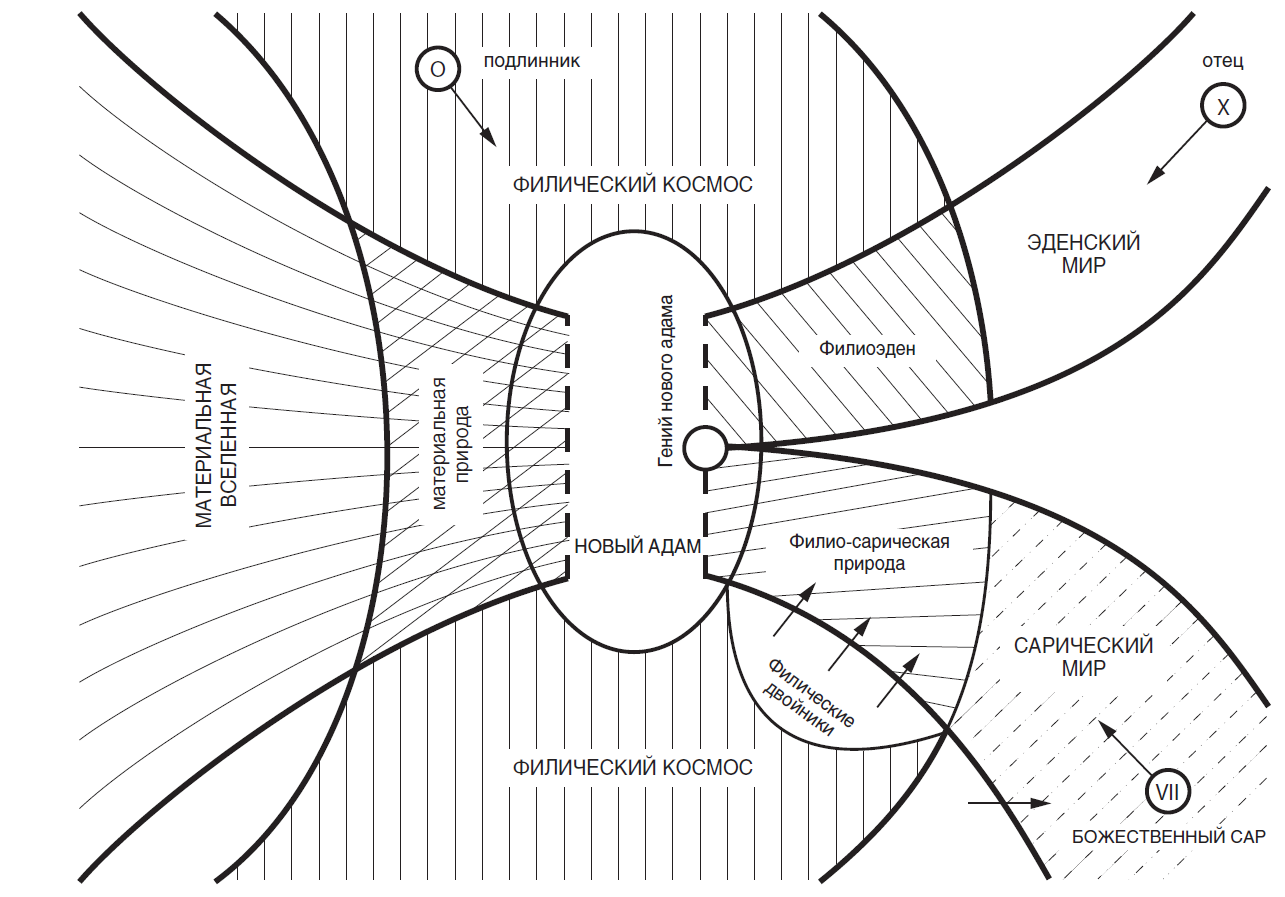 О
подлинник
отец
Х
ФИЛИЧЕСКИЙ КОСМОС
ЭДЕНСКИЙ
МИР
Филиоэден
Гений нового адама
МАТЕРИАЛЬНАЯ
ВСЕЛЕННАЯ
материальная
природа
НОВЫЙ АДАМ
Филио-сарическая
природа
САРИЧЕСКИЙ
МИР
Филические
двойники
ФИЛИЧЕСКИЙ КОСМОС
VII
БОЖЕСТВЕННЫЙ САР